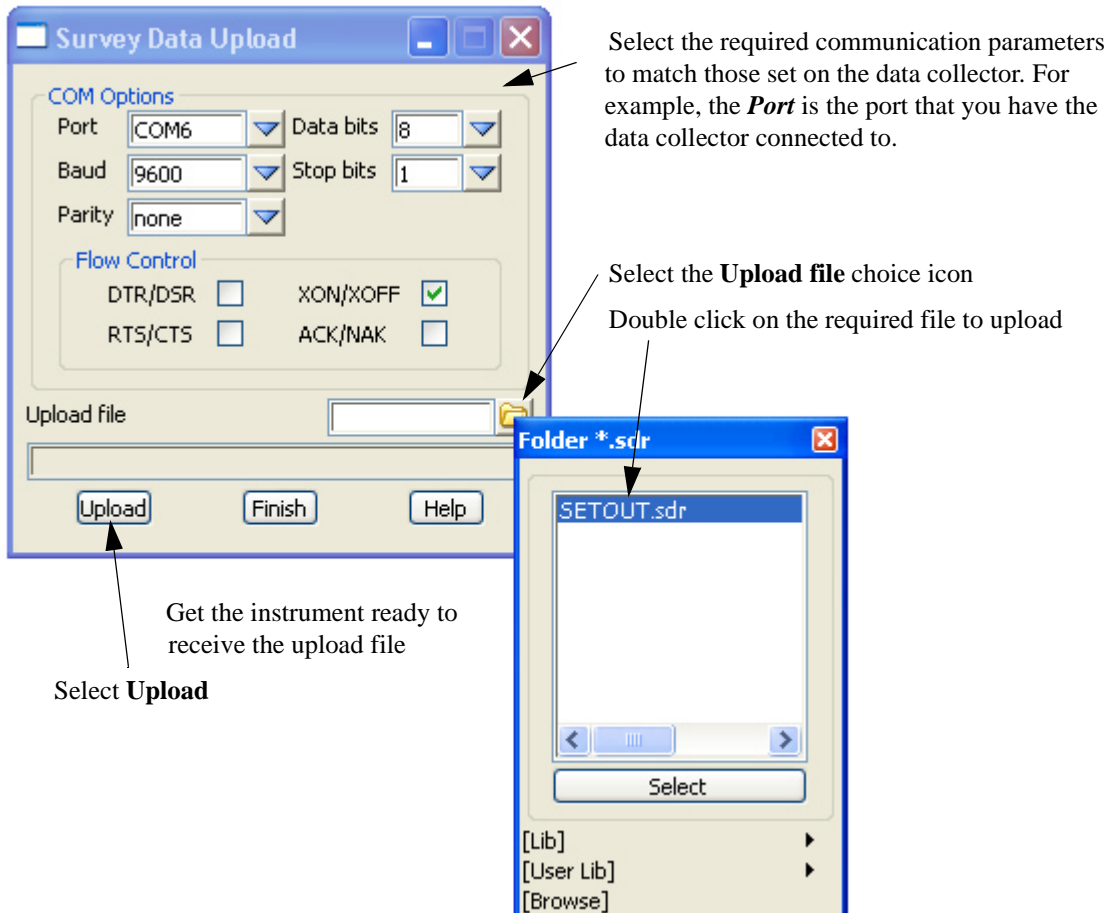 Survey Data Upload
Select the required communication parameters
to match those set on the data collector. For
example, the Port is the port that you have the
data collector connected to.
COM Options
Port COM6 Data bits 8
Baud 9600 Stop bits 1
Parity none
Flow Control
DTR/DSR XON/XOFF
RTS/CTS ACK/NAK
Select the Upload file choice icon
Double click on the required file to upload
Upload file
Upload Finish Help
Folder *.sdr
SETOUT.sdr
Get the instrument ready to
receive the upload file
Select Upload
Select
[Lib]
[User Lib]
[Browse]